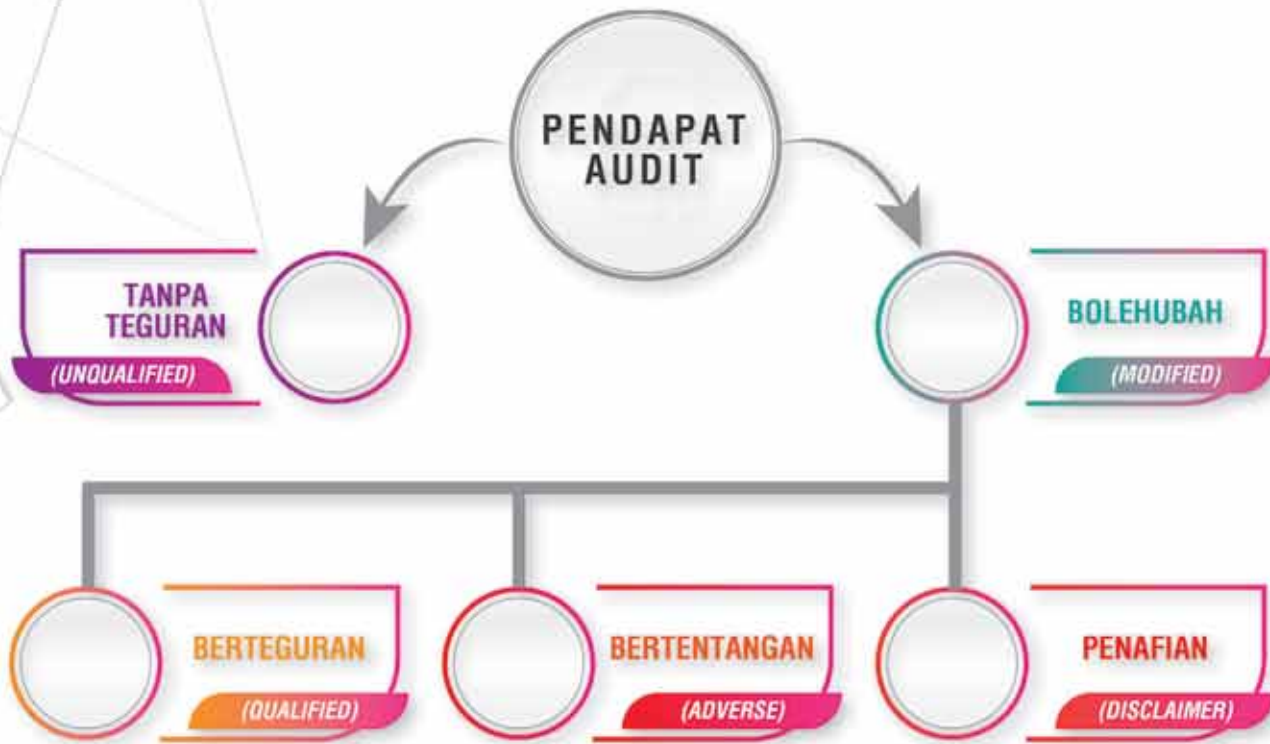 PENDAPAT
AUDIT
TANPA
TEGURAN
(UNQUALIFIED)
BOLEHUBAH
(MODIFIED)
BERTEGURAN
(QUALIFIED)
BERTENTANGAN
(ADVERSE)
PENAFIAN
(DISCLAIMER)